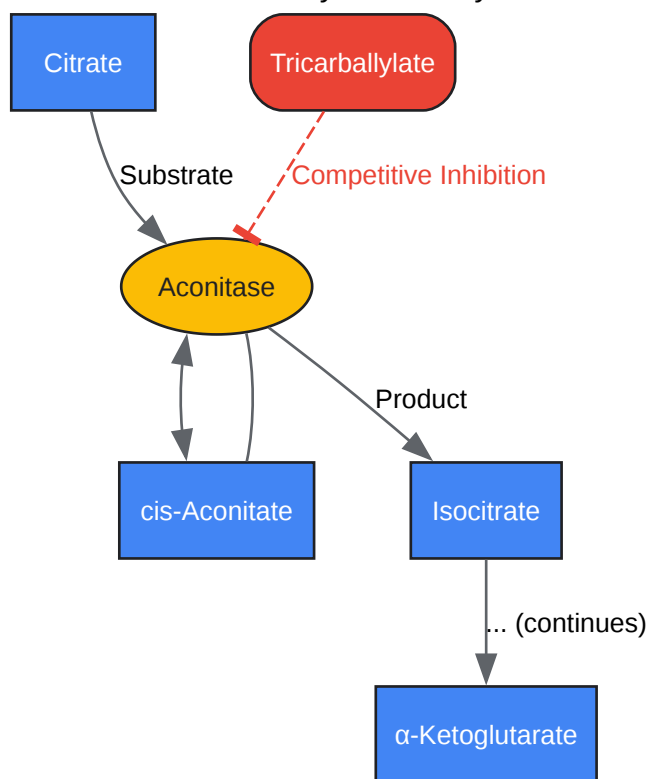 Citrate
Tricarballylate
Substrate
Competitive Inhibition
Aconitase
Product
cis-Aconitate
Isocitrate
... (continues)
α-Ketoglutarate